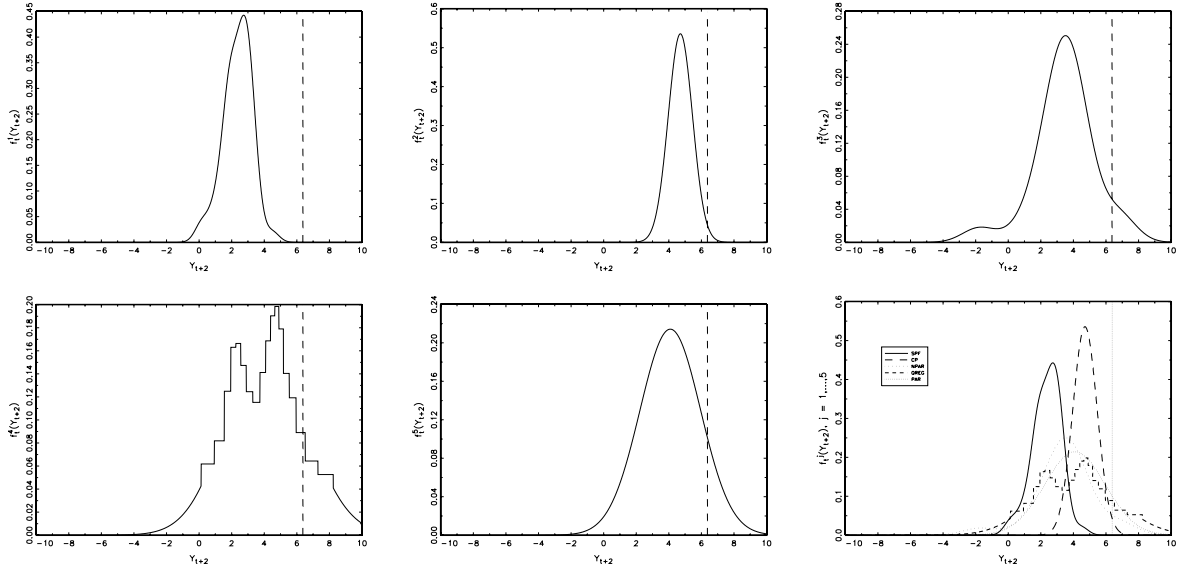 f_t^1(Y_{t+2})
0.00 0.05 0.10 0.15 0.20 0.25 0.30 0.35 0.40 0.45
-10 -8 -6 -4 -2 0 2 4 6 8 10
Y_{t+2}
f_t^2(Y_{t+2})
0.0 0.1 0.2 0.3 0.4 0.5 0.6
-10 -8 -6 -4 -2 0 2 4 6 8 10
Y_{t+2}
f_t^3(Y_{t+2})
0.00 0.04 0.08 0.12 0.16 0.20 0.24 0.28
-10 -8 -6 -4 -2 0 2 4 6 8 10
Y_{t+2}
f_t^4(Y_{t+2})
0.00 0.02 0.04 0.06 0.08 0.10 0.12 0.14 0.16 0.18 0.20
-10 -8 -6 -4 -2 0 2 4 6 8 10
Y_{t+2}
f_t^5(Y_{t+2})
0.00 0.04 0.08 0.12 0.16 0.20 0.24
-10 -8 -6 -4 -2 0 2 4 6 8 10
Y_{t+2}
f_t^j(Y_{t+2}), j = 1,...,5
0.0 0.1 0.2 0.3 0.4 0.5 0.6
SPF
CP
NPAR
QREG
PAR
-10 -8 -6 -4 -2 0 2 4 6 8 10
Y_{t+2}